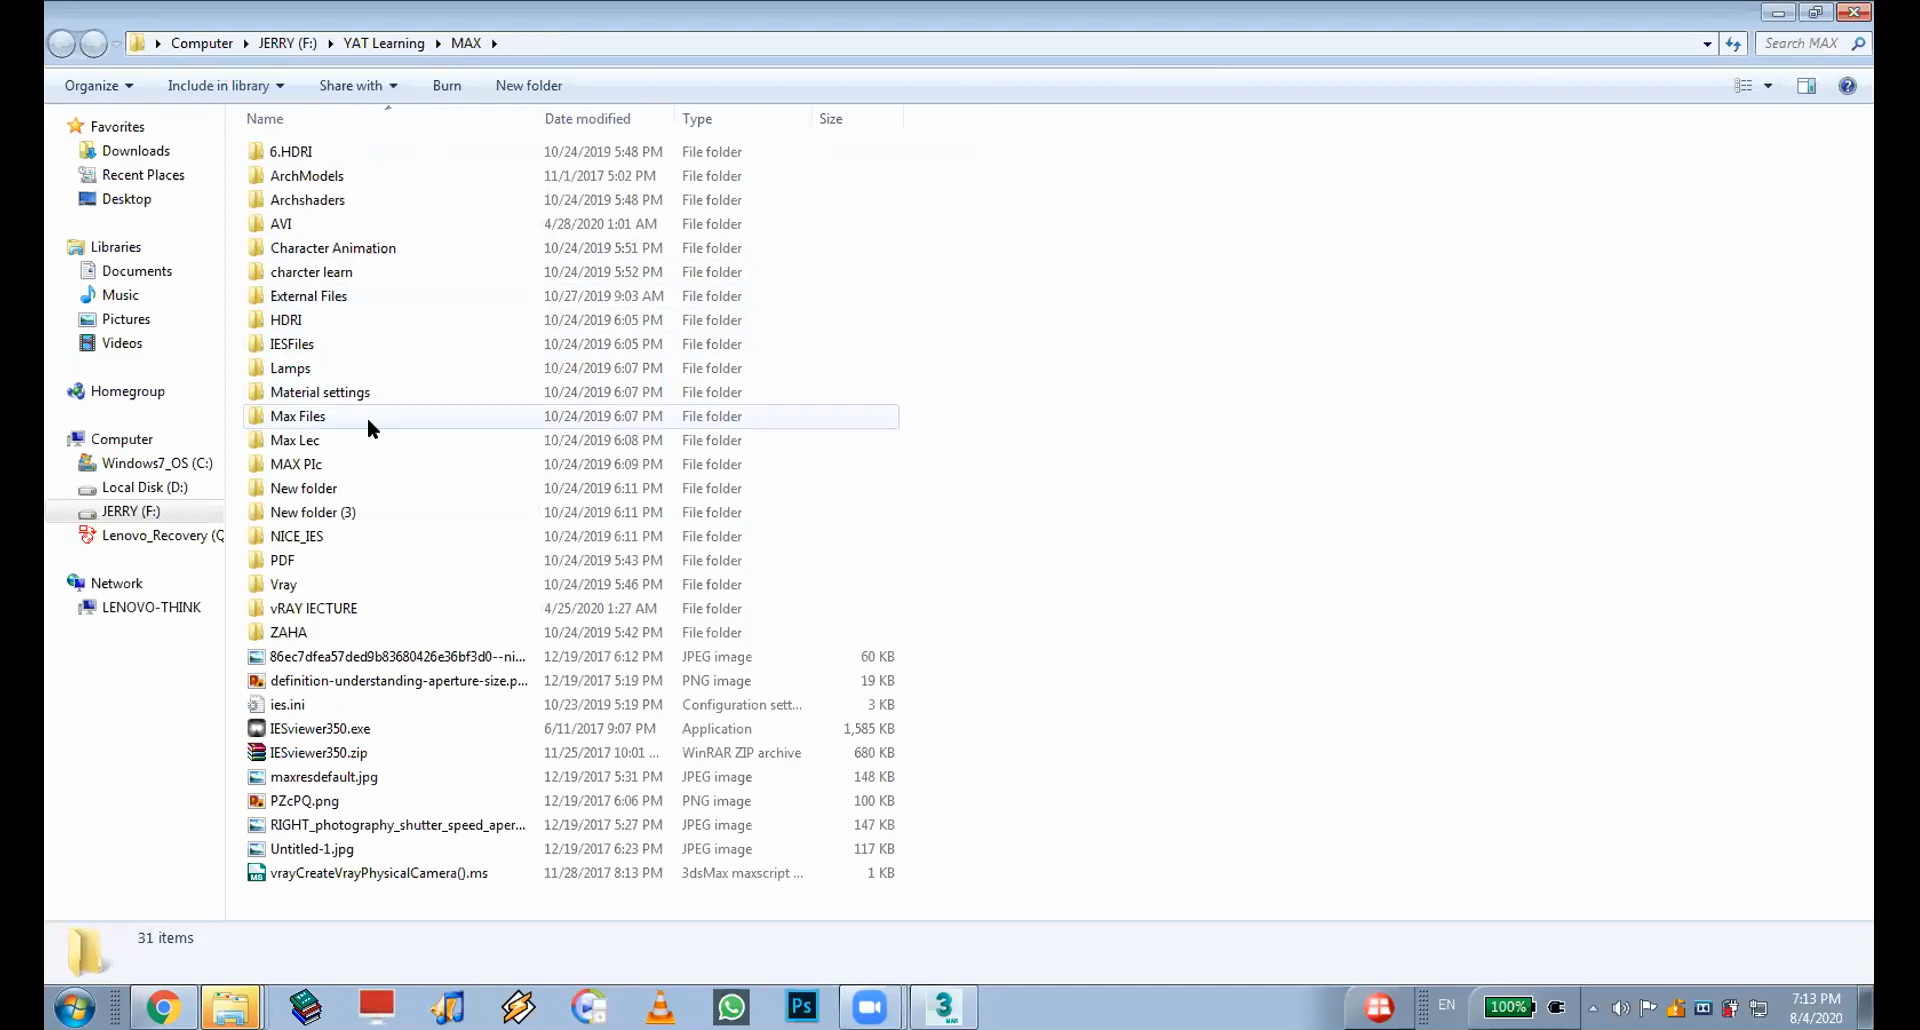 Computer JERRY (F:) YAT Learning MAX Search MAX
Organize Include in library Share with Burn New folder
Name Date modified Type Size
Favorites
Downloads
Recent Places
Desktop
Libraries
Documents
Music
Pictures
Videos
Homegroup
Computer
Windows7_OS (C:)
Local Disk (D:)
JERRY (F:)
Lenovo_Recovery (Q
Network
LENOVO-THINK
6.HDRI 10/24/2019 5:48 PM File folder
ArchModels 11/1/2017 5:02 PM File folder
Archshaders 10/24/2019 5:48 PM File folder
AVI 4/28/2020 1:01 AM File folder
Character Animation 10/24/2019 5:51 PM File folder
charcter learn 10/24/2019 5:52 PM File folder
External Files 10/27/2019 9:03 AM File folder
HDRI 10/24/2019 6:05 PM File folder
IESFiles 10/24/2019 6:05 PM File folder
Lamps 10/24/2019 6:07 PM File folder
Material settings 10/24/2019 6:07 PM File folder
Max Files 10/24/2019 6:07 PM File folder
Max Lec 10/24/2019 6:08 PM File folder
MAX PIc 10/24/2019 6:09 PM File folder
New folder 10/24/2019 6:11 PM File folder
New folder (3) 10/24/2019 6:11 PM File folder
NICE_IES 10/24/2019 6:11 PM File folder
PDF 10/24/2019 5:43 PM File folder
Vray 10/24/2019 5:46 PM File folder
vRAY lECTURE 4/25/2020 1:27 AM File folder
ZAHA 10/24/2019 5:42 PM File folder
86ec7dfea57ded9b83680426e36bf3d0--ni... 12/19/2017 6:12 PM JPEG image 60 KB
definition-understanding-aperture-size.p... 12/19/2017 5:19 PM PNG image 19 KB
ies.ini 10/23/2019 5:19 PM Configuration sett... 3 KB
IESviewer350.exe 6/11/2017 9:07 PM Application 1,585 KB
IESviewer350.zip 11/25/2017 10:01 ... WinRAR ZIP archive 680 KB
maxresdefault.jpg 12/19/2017 5:31 PM JPEG image 148 KB
PZcPQ.png 12/19/2017 6:06 PM PNG image 100 KB
RIGHT_photography_shutter_speed_aper... 12/19/2017 5:27 PM JPEG image 147 KB
Untitled-1.jpg 12/19/2017 6:23 PM JPEG image 117 KB
vrayCreateVrayPhysicalCamera().ms 11/28/2017 8:13 PM 3dsMax maxscript ... 1 KB
31 items
Ps 3 MAX EN 100% 7:13 PM
8/4/2020